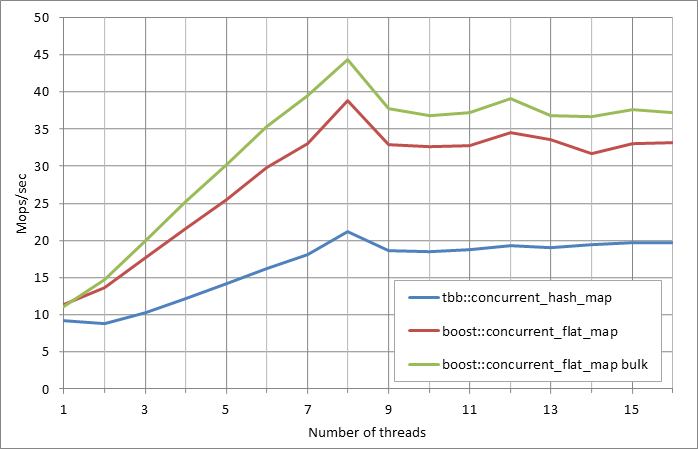 50
45
40
35
30
25
20
15
10
5
0
Mops/sec
tbb::concurrent_hash_map
boost::concurrent_flat_map
boost::concurrent_flat_map bulk
1 3 5 7 9 11 13 15
Number of threads